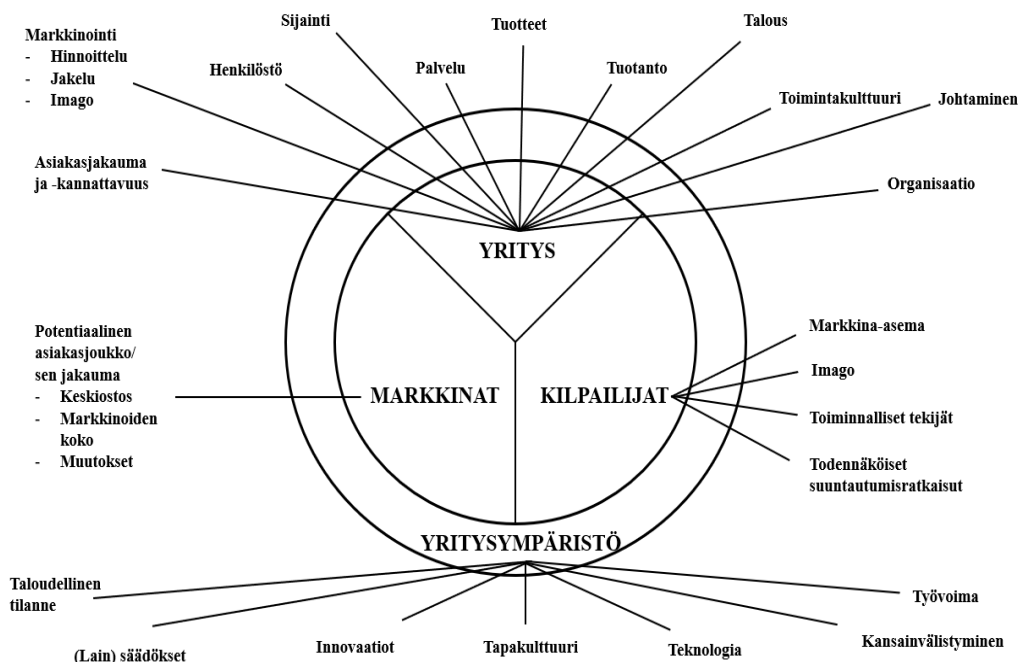 Markkinointi
- Hinnoittelu
- Jakelu
- Imago
Sijainti
Tuotteet
Talous
Henkilöstö
Palvelu
Tuotanto
Toimintakulttuuri
Johtaminen
Asiakasjakauma
ja -kannattavuus
Organisaatio
YRITYS
Potentiaalinen
asiakasjoukko/
sen jakauma
- Keskiostos
- Markkinoiden
koko
- Muutokset
MARKKINAT
KILPAILIJAT
Markkina-asema
Imago
Toiminnalliset tekijät
Todennäköiset
suuntautumisratkaisut
YRITYSYMPÄRISTÖ
Taloudellinen
tilanne
(Lain) säädökset
Innovaatiot
Tapakulttuuri
Teknologia
Kansainvälistyminen
Työvoima